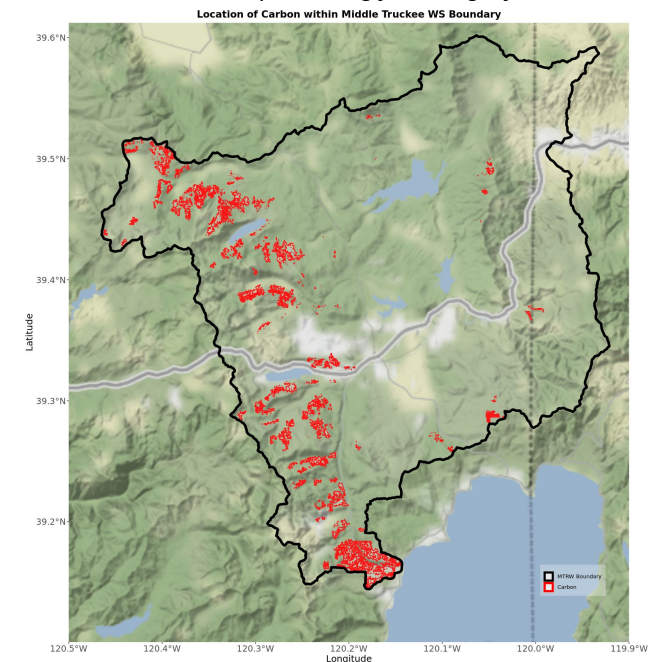 Location of Carbon within Middle Truckee WS Boundary
39.6°N
39.5°N
39.4°N
39.3°N
39.2°N
Latitude
MTRW Boundary
Carbon
120.5°W 120.4°W 120.3°W 120.2°W 120.1°W 120.0°W 119.9°W
Longitude